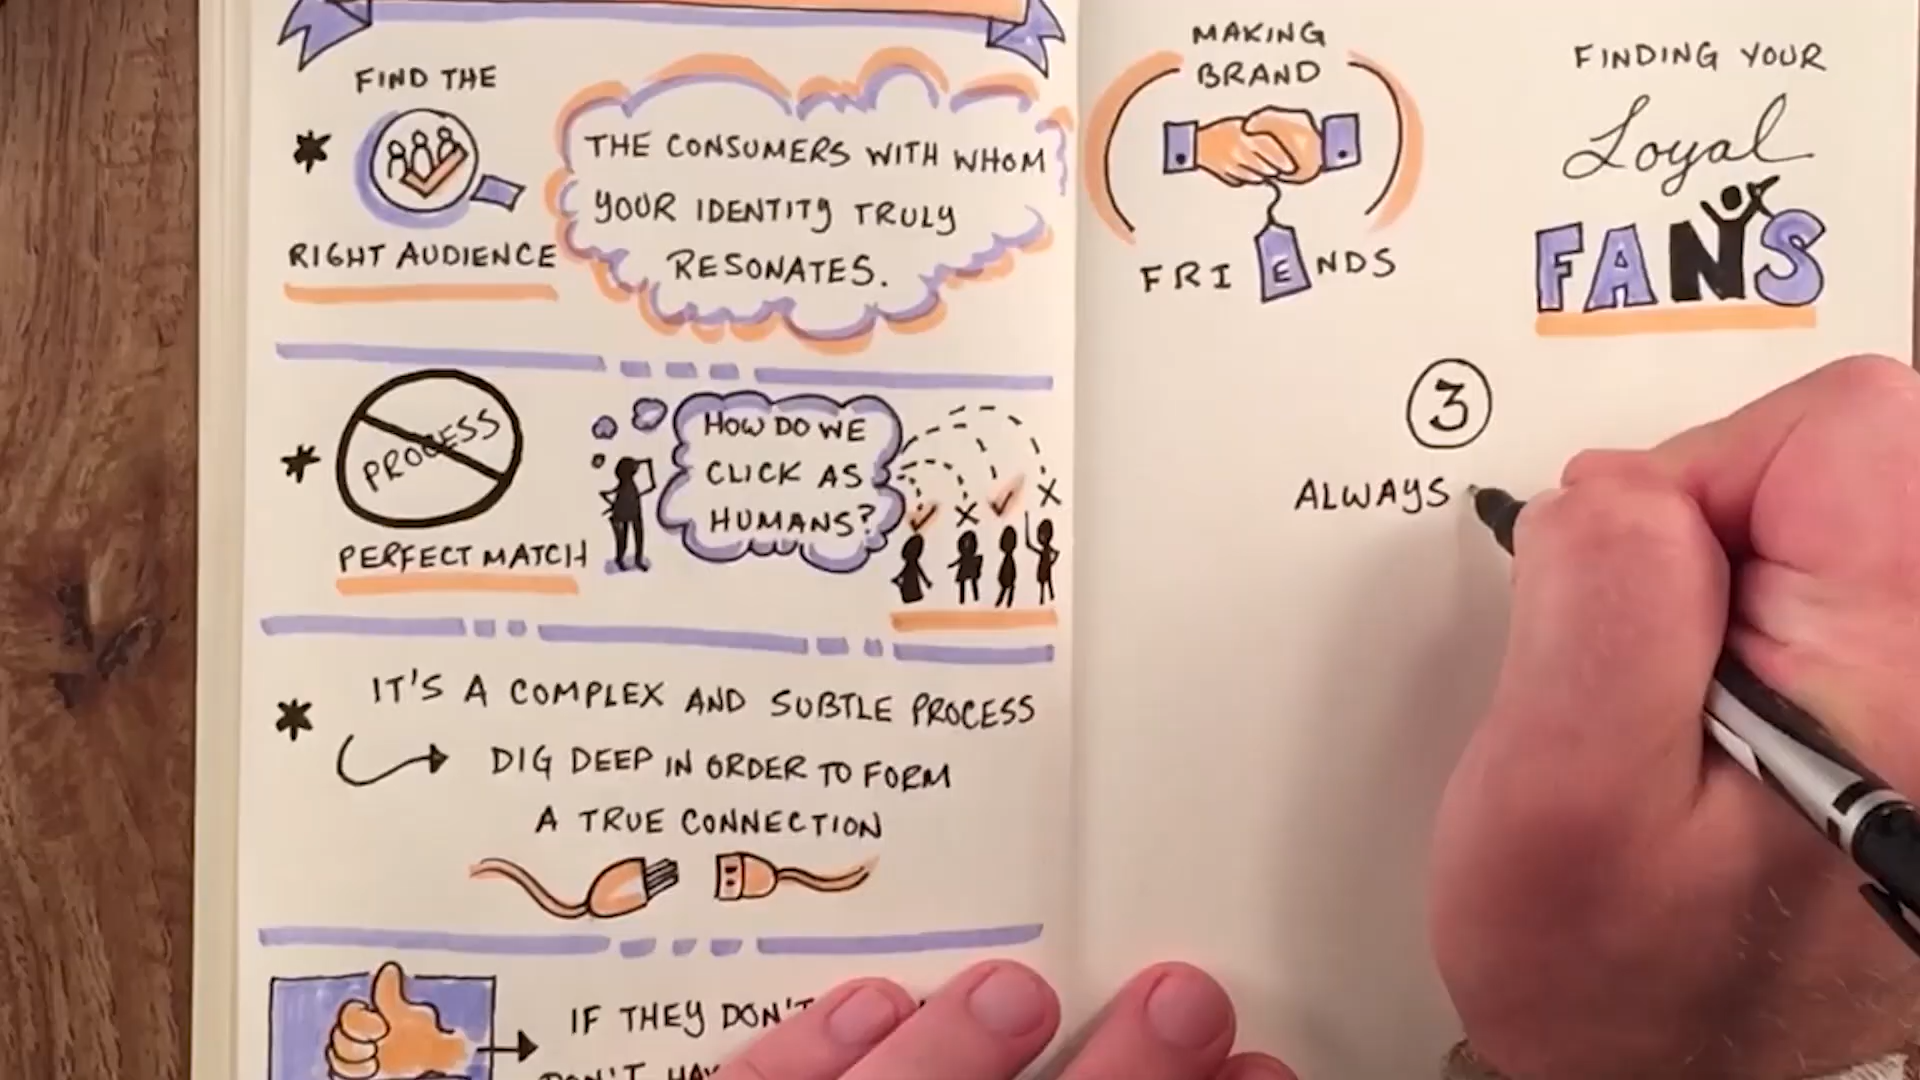 FIND THE
RIGHT AUDIENCE
THE CONSUMERS WITH WHOM
YOUR IDENTITY TRULY
RESONATES.
PROCESS
PERFECT MATCH
HOW DO WE
CLICK AS
HUMANS?
IT'S A COMPLEX AND SUBTLE PROCESS
DIG DEEP IN ORDER TO FORM
A TRUE CONNECTION
IF THEY DON'T
DON'T
MAKING
BRAND
FRIENDS
FINDING YOUR
Loyal
FANS
3
ALWAYS